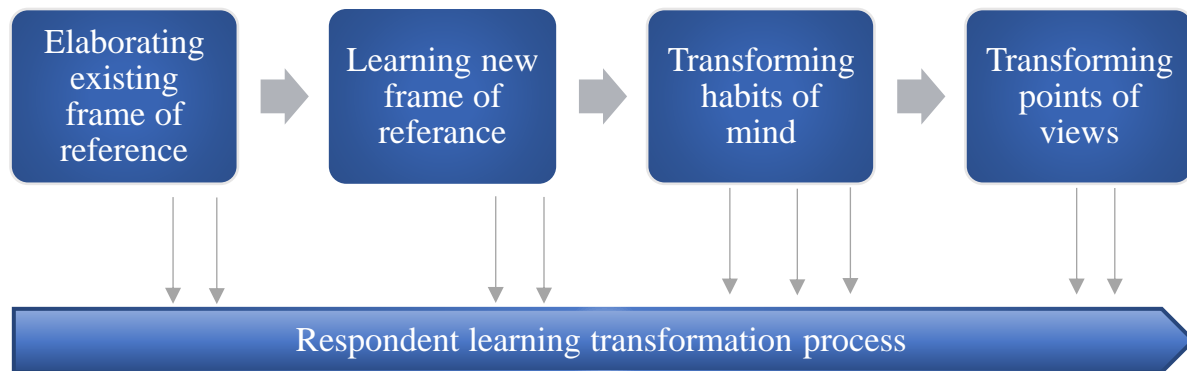 Elaborating
existing
frame of
reference
Learning new
frame of
referance
Transforming
habits of
mind
Transforming
points of
views
Respondent learning transformation process